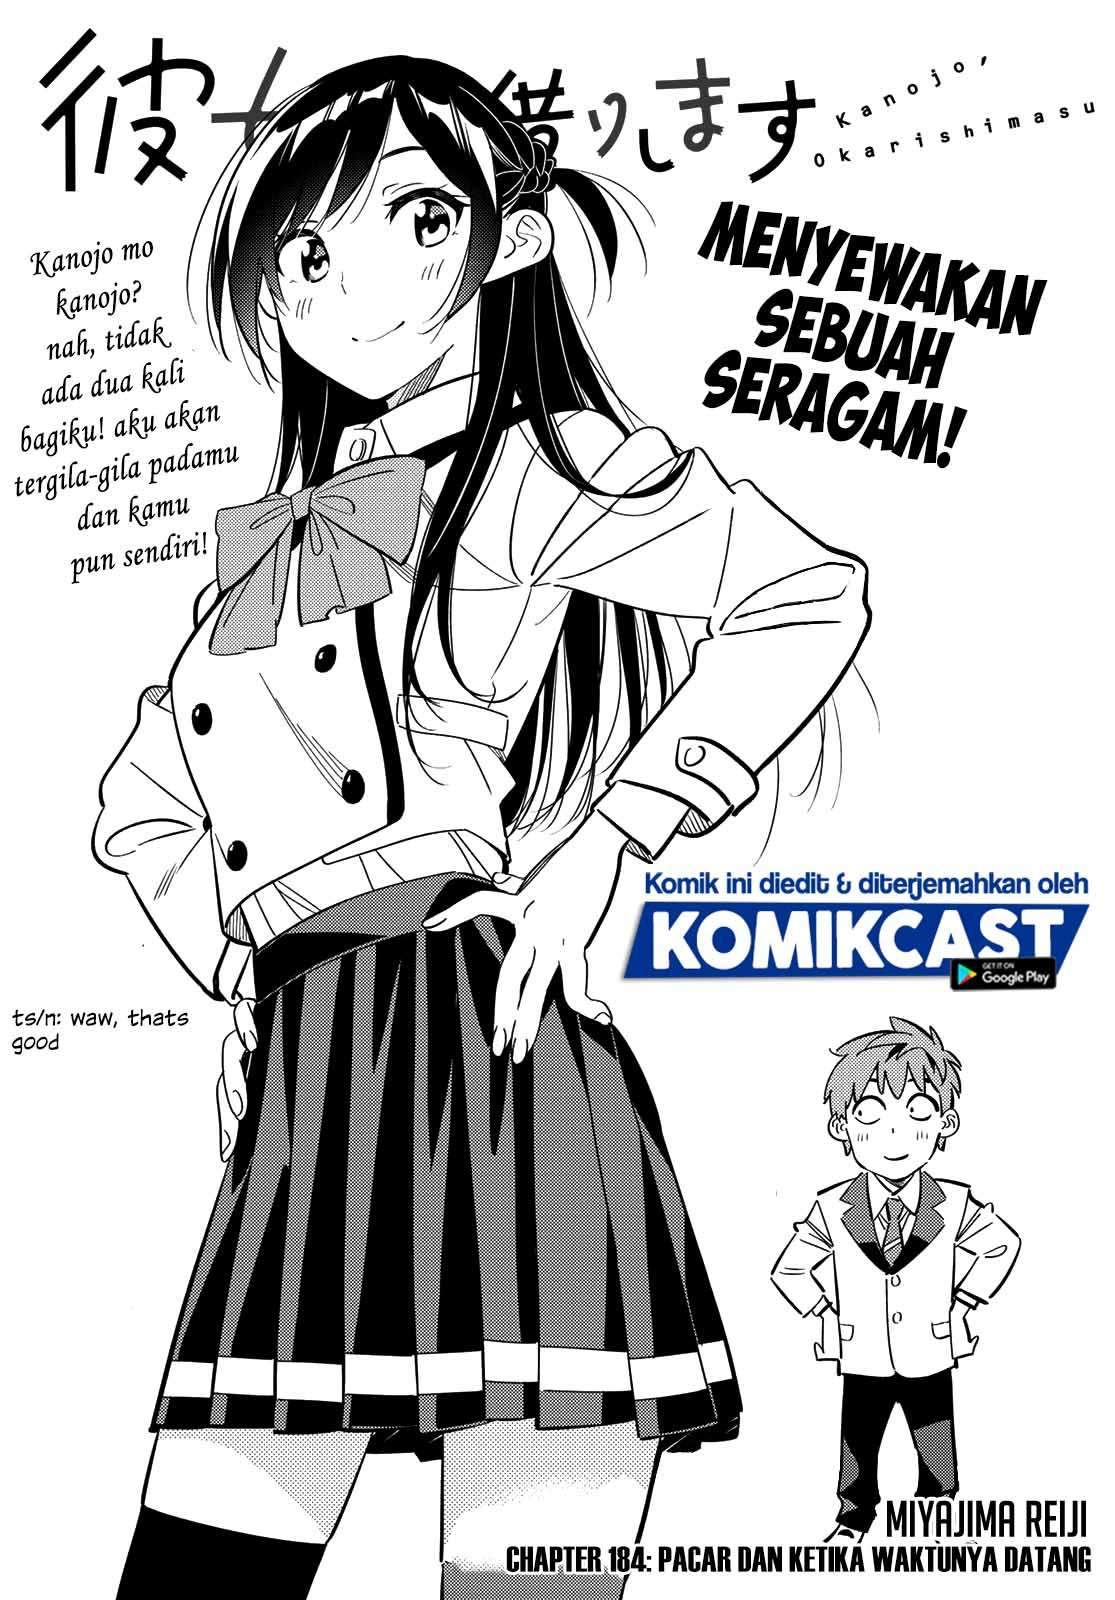 彼女、借りします
Kanojo,
Okarishimasu
Kanojo mo
kanojo?
nah, tidak
ada dua kali
bagiku! aku akan
tergila-gila padamu
dan kamu
pun sendiri!
MENYEWAKAN
SEBUAH
SERAGAM!
Komik ini diedit & diterjemahkan oleh
KOMIKCAST
GET IT ON
Google Play
ts/n: waw, thats
good
MIYAJIMA REIJI
CHAPTER 184: PACAR DAN KETIKA WAKTUNYA DATANG